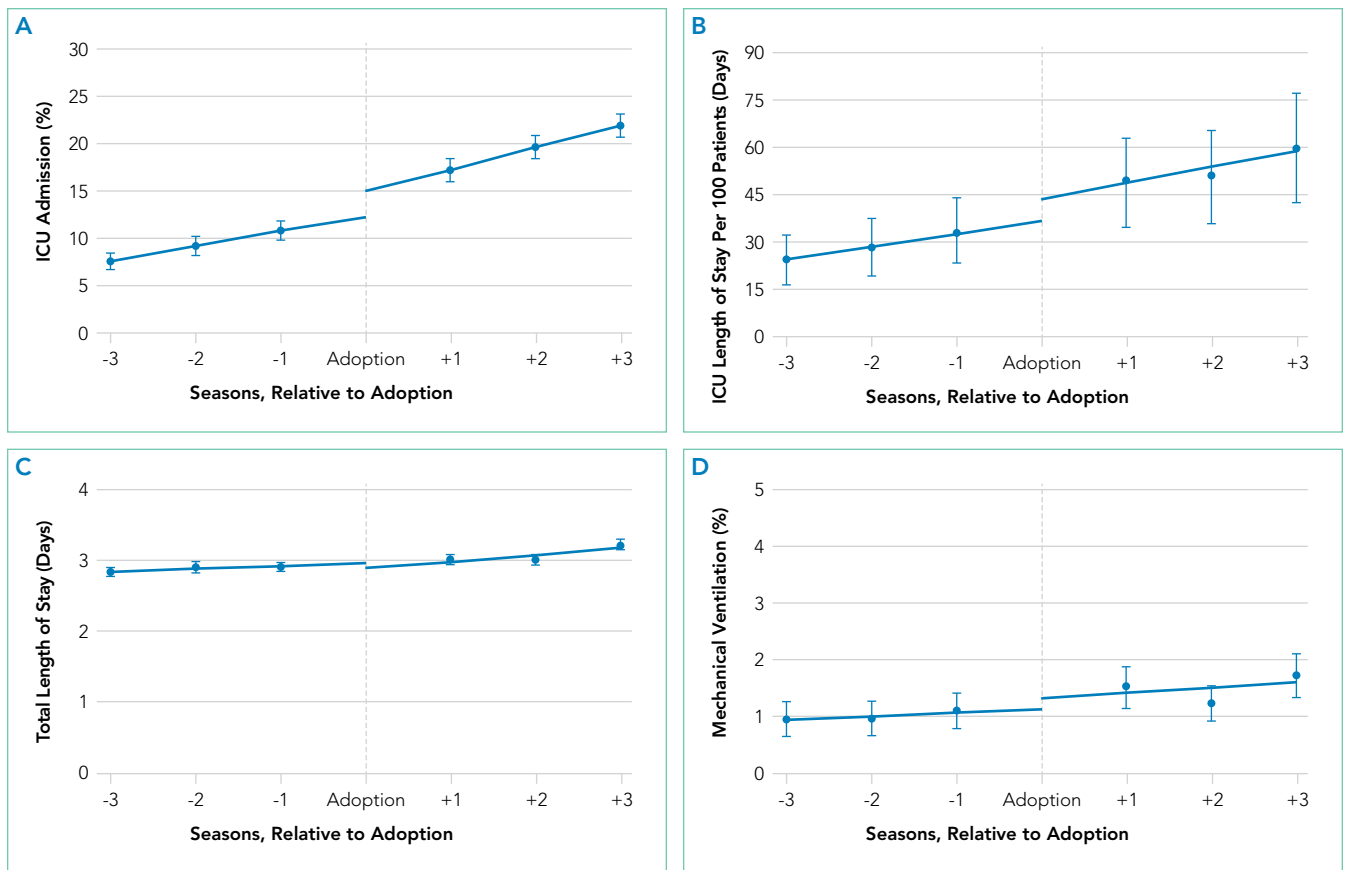 A
ICU Admission (%)
30
25
20
15
10
5
0
-3 -2 -1 Adoption +1 +2 +3
Seasons, Relative to Adoption
B
ICU Length of Stay Per 100 Patients (Days)
90
75
60
45
30
15
0
-3 -2 -1 Adoption +1 +2 +3
Seasons, Relative to Adoption
C
Total Length of Stay (Days)
4
3
2
1
0
-3 -2 -1 Adoption +1 +2 +3
Seasons, Relative to Adoption
D
Mechanical Ventilation (%)
5
4
3
2
1
0
-3 -2 -1 Adoption +1 +2 +3
Seasons, Relative to Adoption